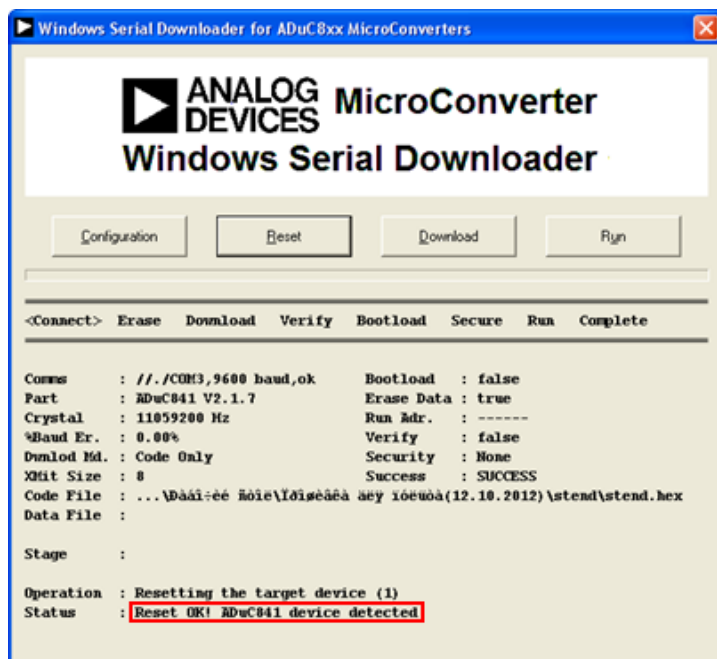 Windows Serial Downloader for ADuC8xx MicroConverters
ANALOG DEVICES MicroConverter
Windows Serial Downloader
Configuration Reset Download Run
<Connect> Erase Download Verify Bootload Secure Run Complete
Comms : //./COM3,9600 baud,ok Bootload : false
Part : ADuC841 V2.1.7 Erase Data : true
Crystal : 11059200 Hz Run Adr. : ------
%Baud Er. : 0.00% Verify : false
Dwnlod Md. : Code Only Security : None
XMit Size : 8 Success : SUCCESS
Code File : ...\Ðàáî÷èé ñòîë\Ïðîøèâêà äëÿ ïóëüòà(12.10.2012)\stend\stend.hex
Data File :
Stage :
Operation : Resetting the target device (1)
Status : Reset OK! ADuC841 device detected